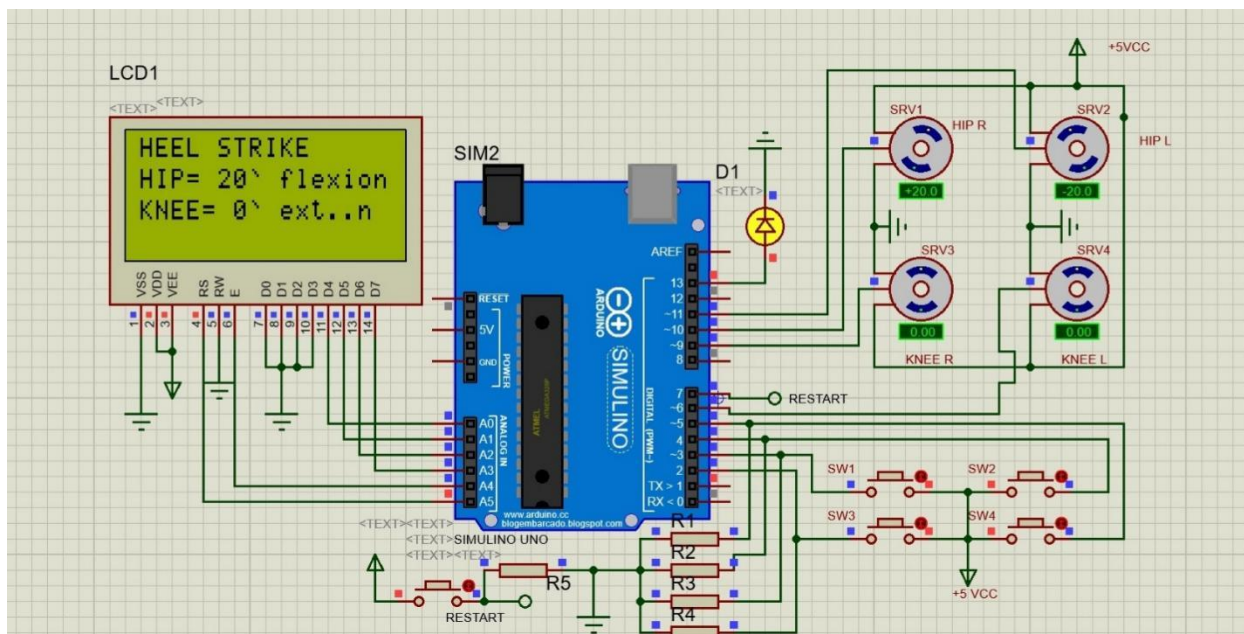 LCD1
<TEXT>
<TEXT>
HEEL STRIKE
HIP= 20` flexion
KNEE= 0` ext..n
VSS
VDD
VEE
RS
RW
E
D0
D1
D2
D3
D4
D5
D6
D7
1
2
3
4
5
6
7
8
9
10
11
12
13
14
SIM2
D1
<TEXT>
AREF
RESET
5V
GND
POWER
A0
A1
A2
A3
A4
A5
ANALOG IN
ARDUINO
SIMULINO
ATMEL
DIGITAL (PWM~)
13
12
~11
~10
~9
8
7
~6
~5
4
~3
2
TX > 1
RX < 0
www.arduino.cc
blogembarcado.blogspot.com
<TEXT><TEXT>
<TEXT>SIMULINO UNO
<TEXT><TEXT>
+5VCC
SRV1
HIP R
+20.0
SRV2
HIP L
-20.0
SRV3
0.00
KNEE R
SRV4
0.00
KNEE L
RESTART
SW1
SW2
SW3
SW4
+5 VCC
R1
R2
R3
R4
R5
RESTART